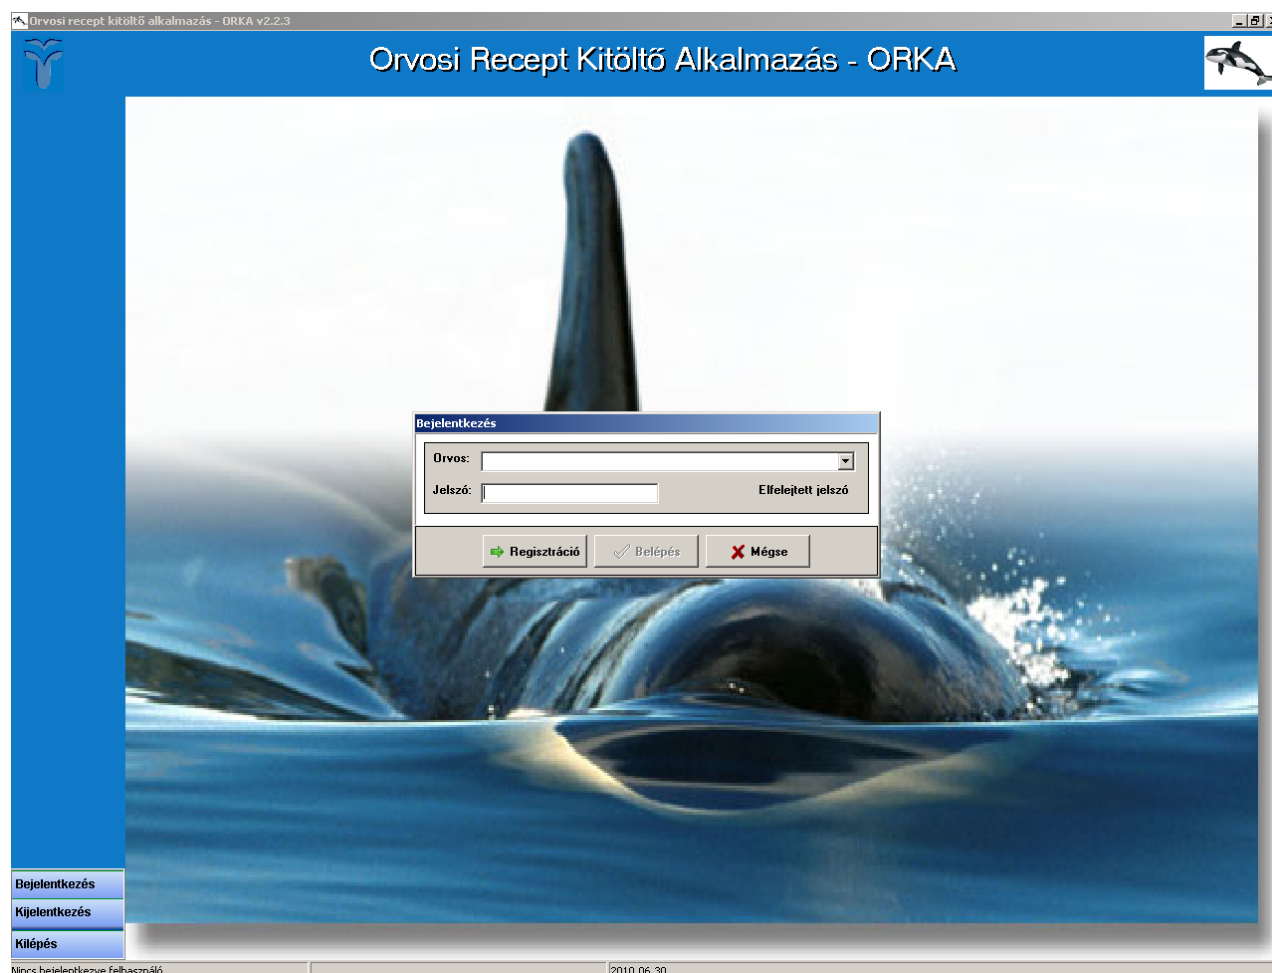 Orvosi recept kitöltő alkalmazás - ORKA v2.2.3
Orvosi Recept Kitöltő Alkalmazás - ORKA
Bejelentkezés
Orvos:
Jelszó:
Elfelejtett jelszó
Regisztráció
Belépés
Mégse
Bejelentkezés
Kijelentkezés
Kilépés
Nincs bejelentkezve felhasználó
2010.06.30